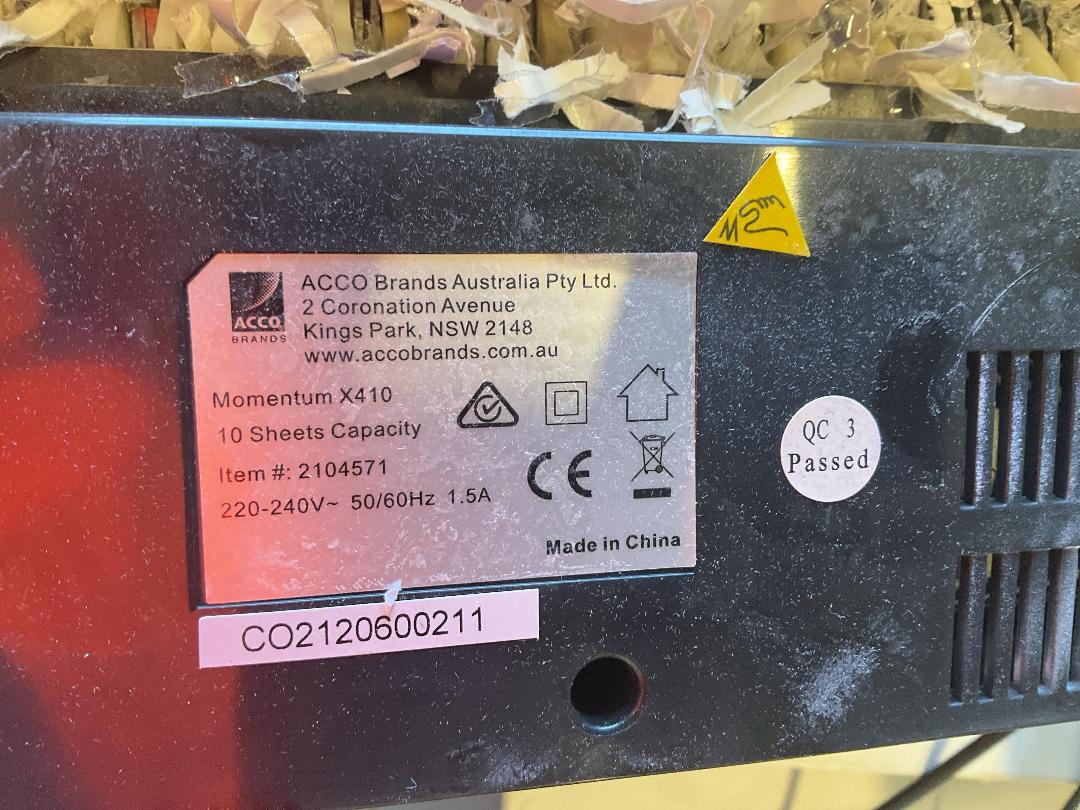 ACCO
BRANDS
ACCO Brands Australia Pty Ltd.
2 Coronation Avenue
Kings Park, NSW 2148
www.accobrands.com.au
Momentum X410
10 Sheets Capacity
Item #: 2104571
220-240V~ 50/60Hz 1.5A
CE
Made in China
QC 3
Passed
CO2120600211